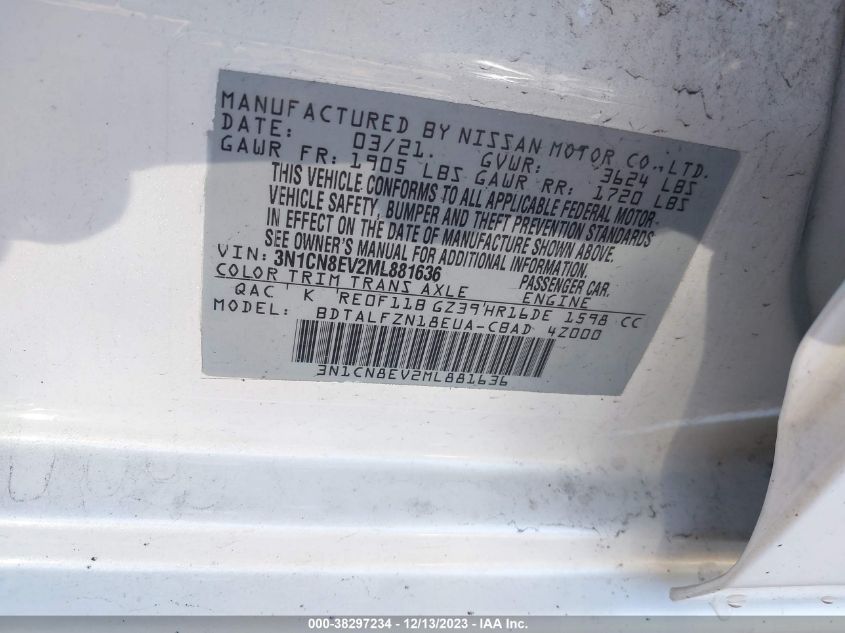 MANUFACTURED BY NISSAN MOTOR CO.,LTD.
DATE: 03/21. GVWR: 3624 LBS
GAWR FR: 1905 LBS GAWR RR: 1720 LBS
THIS VEHICLE CONFORMS TO ALL APPLICABLE FEDERAL MOTOR-
VEHICLE SAFETY, BUMPER AND THEFT PREVENTION STANDARDS
IN EFFECT ON THE DATE OF MANUFACTURE SHOWN ABOVE.
SEE OWNER'S MANUAL FOR ADDITIONAL INFORMATION.
VIN: 3N1CN8EV2ML881636 PASSENGER CAR.
COLOR TRIM TRANS AXLE ENGINE
QAC ' K 'RE0F11B GZ39'HR16DE 1598 CC
MODEL: BDTALFZN18EUA-CBAD 4Z000
3N1CN8EV2ML881636
000-38297234 - 12/13/2023 - IAA Inc.